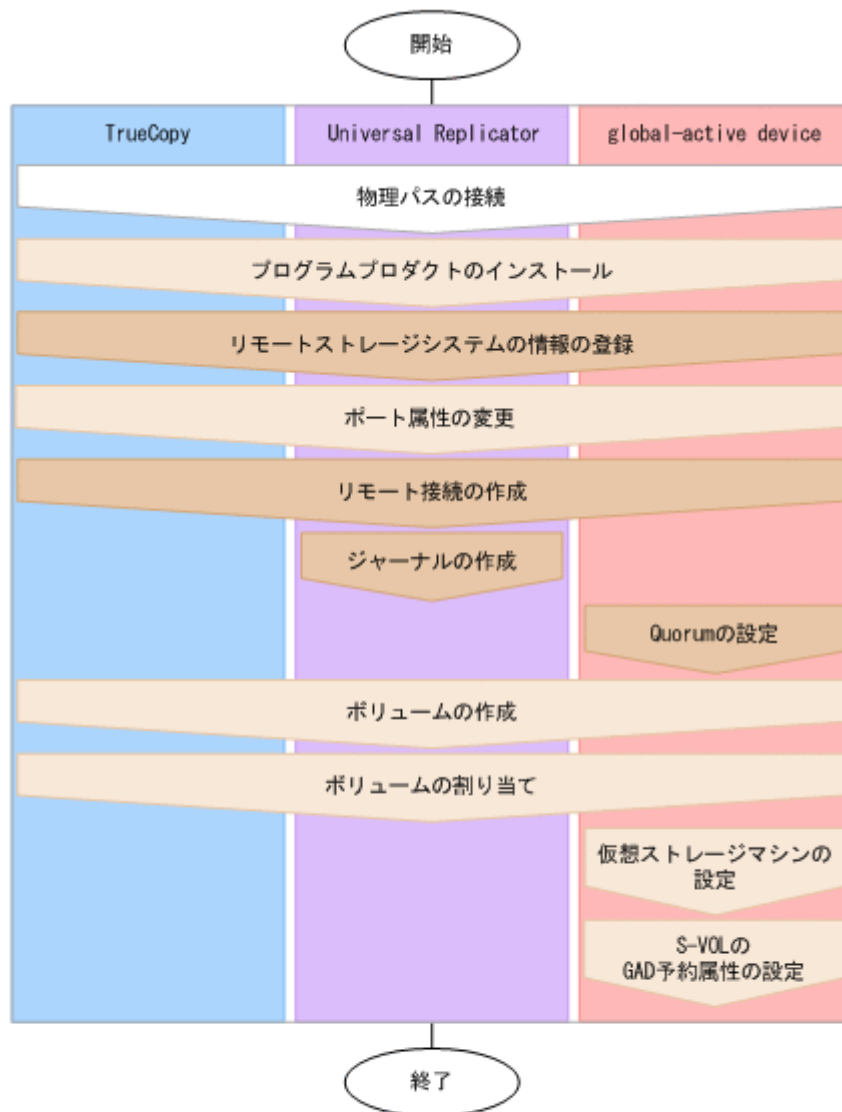 開始
TrueCopy
Universal Replicator
global-active device
物理パスの接続
プログラムプロダクトのインストール
リモートストレージシステムの情報の登録
ポート属性の変更
リモート接続の作成
ジャーナルの作成
Quorumの設定
ボリュームの作成
ボリュームの割り当て
仮想ストレージマシンの
設定
S-VOLの
GAD予約属性の設定
終了